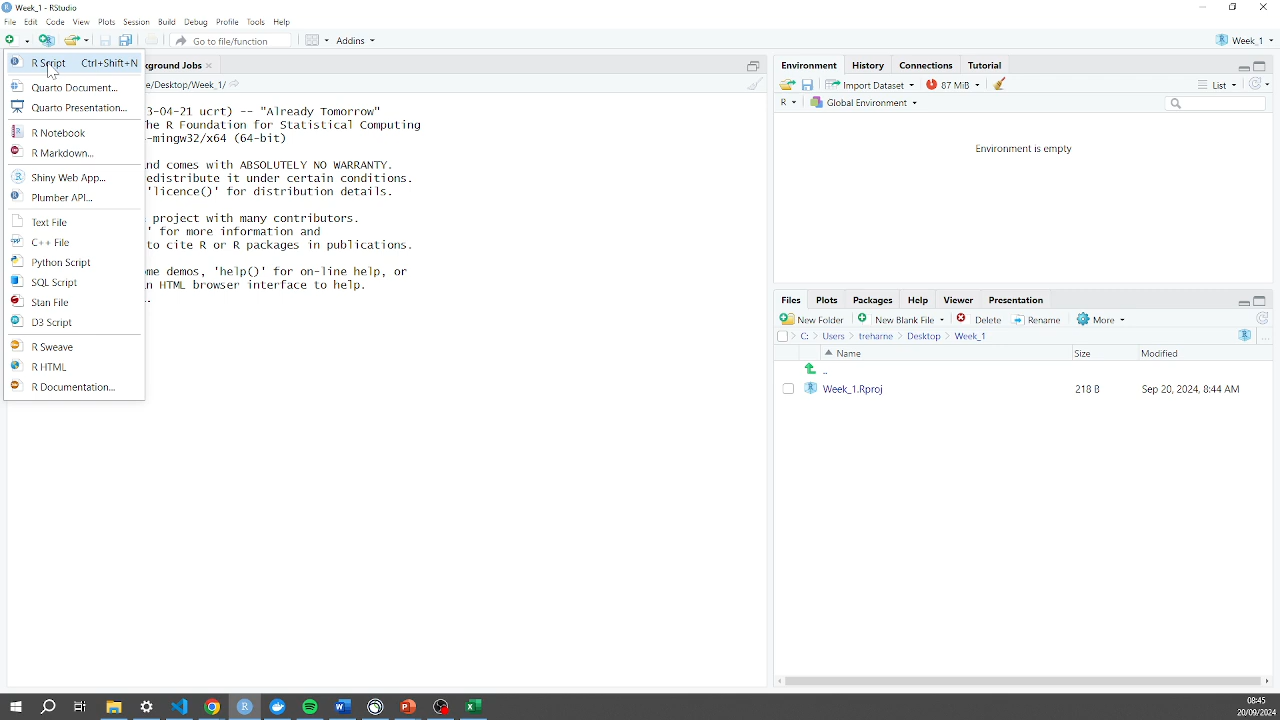 Week_1 - RStudio
File Edit Code View Plots Session Build Debug Profile Tools Help
Go to file/function Addins Week_1
R Script Ctrl+Shift+N
Quarto Document...
Quarto Presentation...
R Notebook
R Markdown...
Shiny Web App...
Plumber API...
Text File
C++ File
Python Script
SQL Script
Stan File
D3 Script
R Sweave
R HTML
R Documentation...
kground Jobs
e/Desktop/Week_1/
3-04-21 ucrt) -- "Already Tomorrow"
he R Foundation for Statistical Computing
-mingw32/x64 (64-bit)
nd comes with ABSOLUTELY NO WARRANTY.
edistribute it under certain conditions.
'licence()' for distribution details.
project with many contributors.
' for more information and
to cite R or R packages in publications.
me demos, 'help()' for on-line help, or
n HTML browser interface to help.
.
Environment History Connections Tutorial
Import Dataset 87 MiB List
R Global Environment
Environment is empty
Files Plots Packages Help Viewer Presentation
New Folder New Blank File Delete Rename More
C: > Users > treharne > Desktop > Week_1
Name Size Modified
..
Week_1.Rproj 218 B Sep 20, 2024, 8:44 AM
08:45
20/09/2024